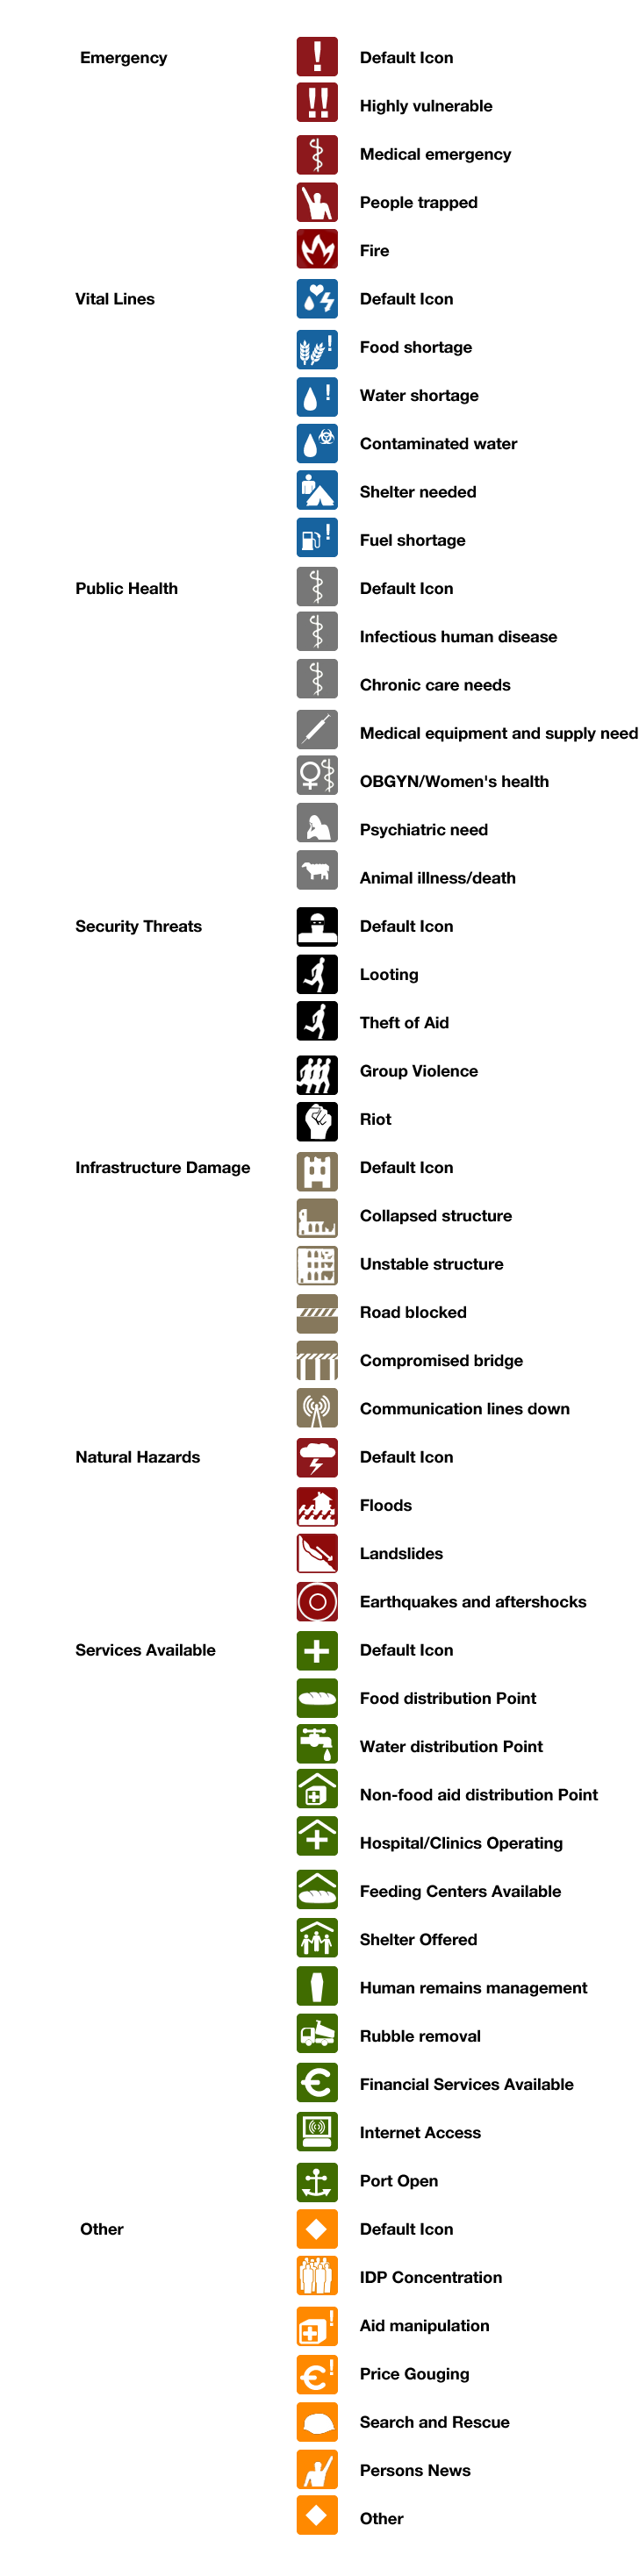 Emergency Default Icon
Highly vulnerable
Medical emergency
People trapped
Fire
Vital Lines Default Icon
Food shortage
Water shortage
Contaminated water
Shelter needed
Fuel shortage
Public Health Default Icon
Infectious human disease
Chronic care needs
Medical equipment and supply need
OBGYN/Women's health
Psychiatric need
Animal illness/death
Security Threats Default Icon
Looting
Theft of Aid
Group Violence
Riot
Infrastructure Damage Default Icon
Collapsed structure
Unstable structure
Road blocked
Compromised bridge
Communication lines down
Natural Hazards Default Icon
Floods
Landslides
Earthquakes and aftershocks
Services Available Default Icon
Food distribution Point
Water distribution Point
Non-food aid distribution Point
Hospital/Clinics Operating
Feeding Centers Available
Shelter Offered
Human remains management
Rubble removal
Financial Services Available
Internet Access
Port Open
Other Default Icon
IDP Concentration
Aid manipulation
Price Gouging
Search and Rescue
Persons News
Other